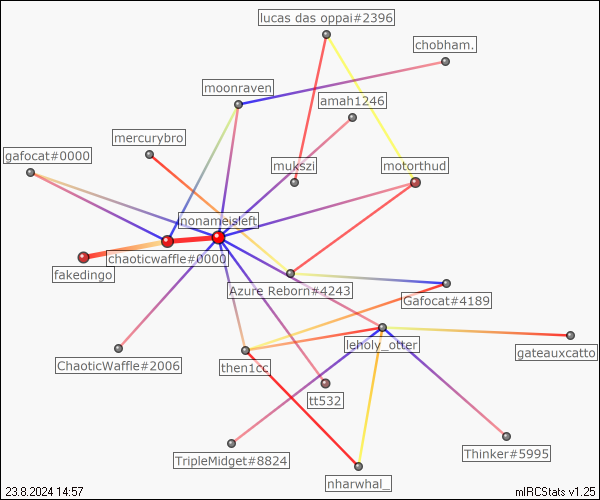 lucas das oppai#2396
chobham.
moonraven
amah1246
mercurybro
gafocat#0000
mukszi
motorthud
nonameisleft
chaoticwaffle#0000
fakedingo
Azure Reborn#4243
Gafocat#4189
leholy_otter
gateauxcatto
ChaoticWaffle#2006
then1cc
tt532
TripleMidget#8824
Thinker#5995
nharwhal_
23.8.2024 14:57
mIRCStats v1.25